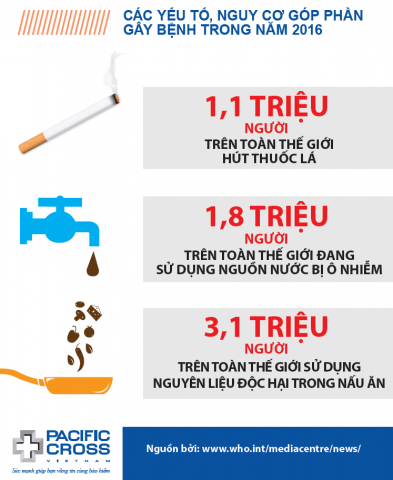 CÁC YẾU TỐ, NGUY CƠ GÓP PHẦN
GÂY BỆNH TRONG NĂM 2016
1,1 TRIỆU
NGƯỜI
TRÊN TOÀN THẾ GIỚI
HÚT THUỐC LÁ
1,8 TRIỆU
NGƯỜI
TRÊN TOÀN THẾ GIỚI ĐANG
SỬ DỤNG NGUỒN NƯỚC BỊ Ô NHIỄM
3,1 TRIỆU
NGƯỜI
TRÊN TOÀN THẾ GIỚI SỬ DỤNG
NGUYÊN LIỆU ĐỘC HẠI TRONG NẤU ĂN
PACIFIC
CROSS
VIETNAM
Sức mạnh giúp bạn vững tin cùng bảo hiểm
Nguồn bởi: www.who.int/mediacentre/news/